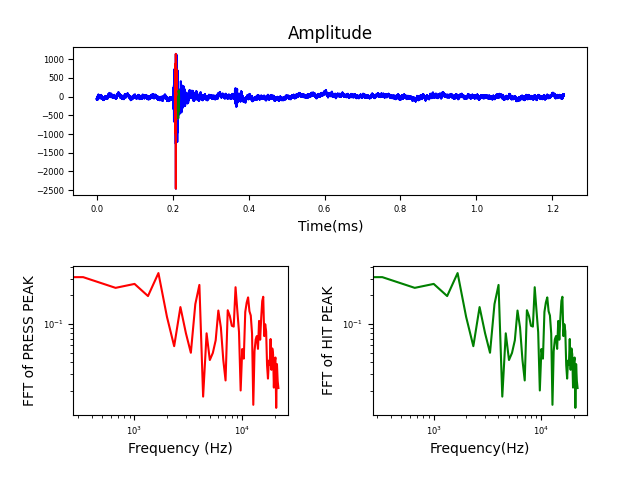 Amplitude
1000
500
0
−500
−1000
−1500
−2000
−2500
0.0 0.2 0.4 0.6 0.8 1.0 1.2
Time(ms)
FFT of PRESS PEAK
10⁻¹
10³ 10⁴
Frequency (Hz)
FFT of HIT PEAK
10⁻¹
10³ 10⁴
Frequency(Hz)